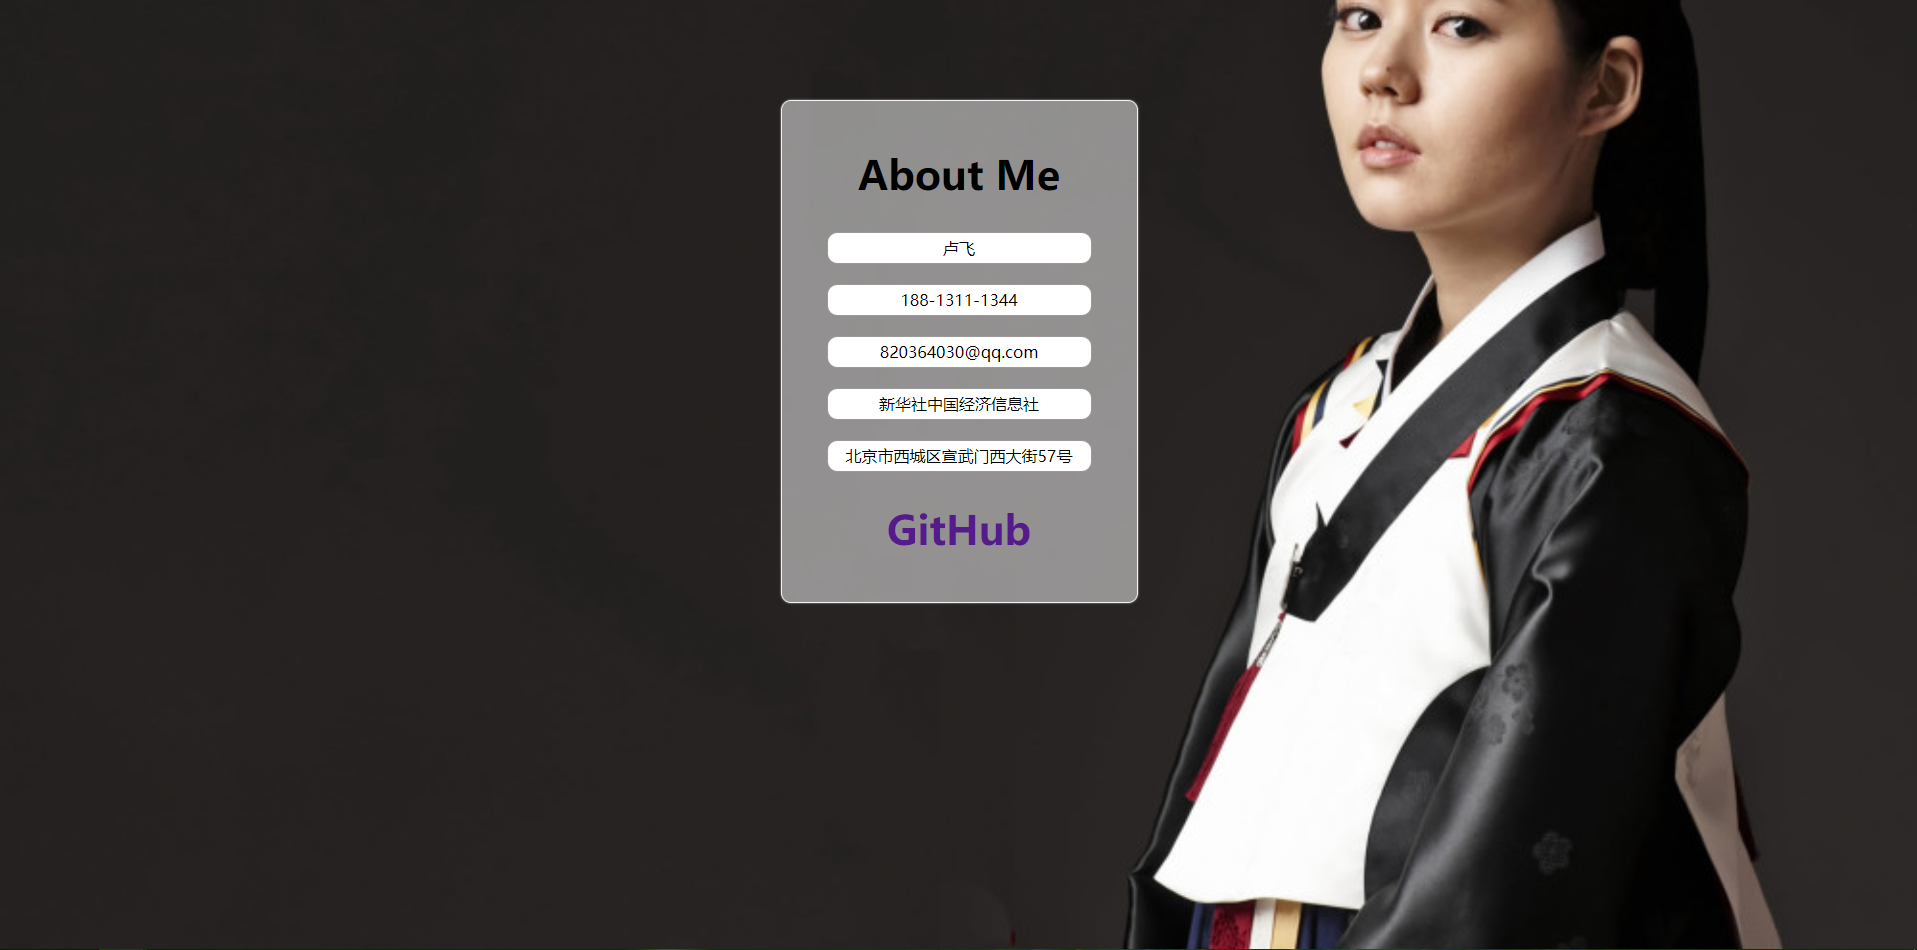 About Me
卢飞
188-1311-1344
820364030@qq.com
新华社中国经济信息社
北京市西城区宣武门西大街57号
GitHub